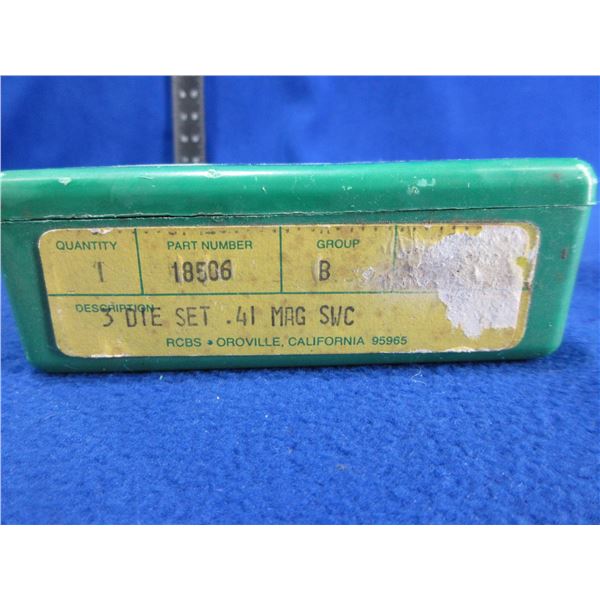 QUANTITY PART NUMBER GROUP
1 18506 B
DESCRIPTION
3 DIE SET .41 MAG SWC
RCBS • OROVILLE, CALIFORNIA 95965